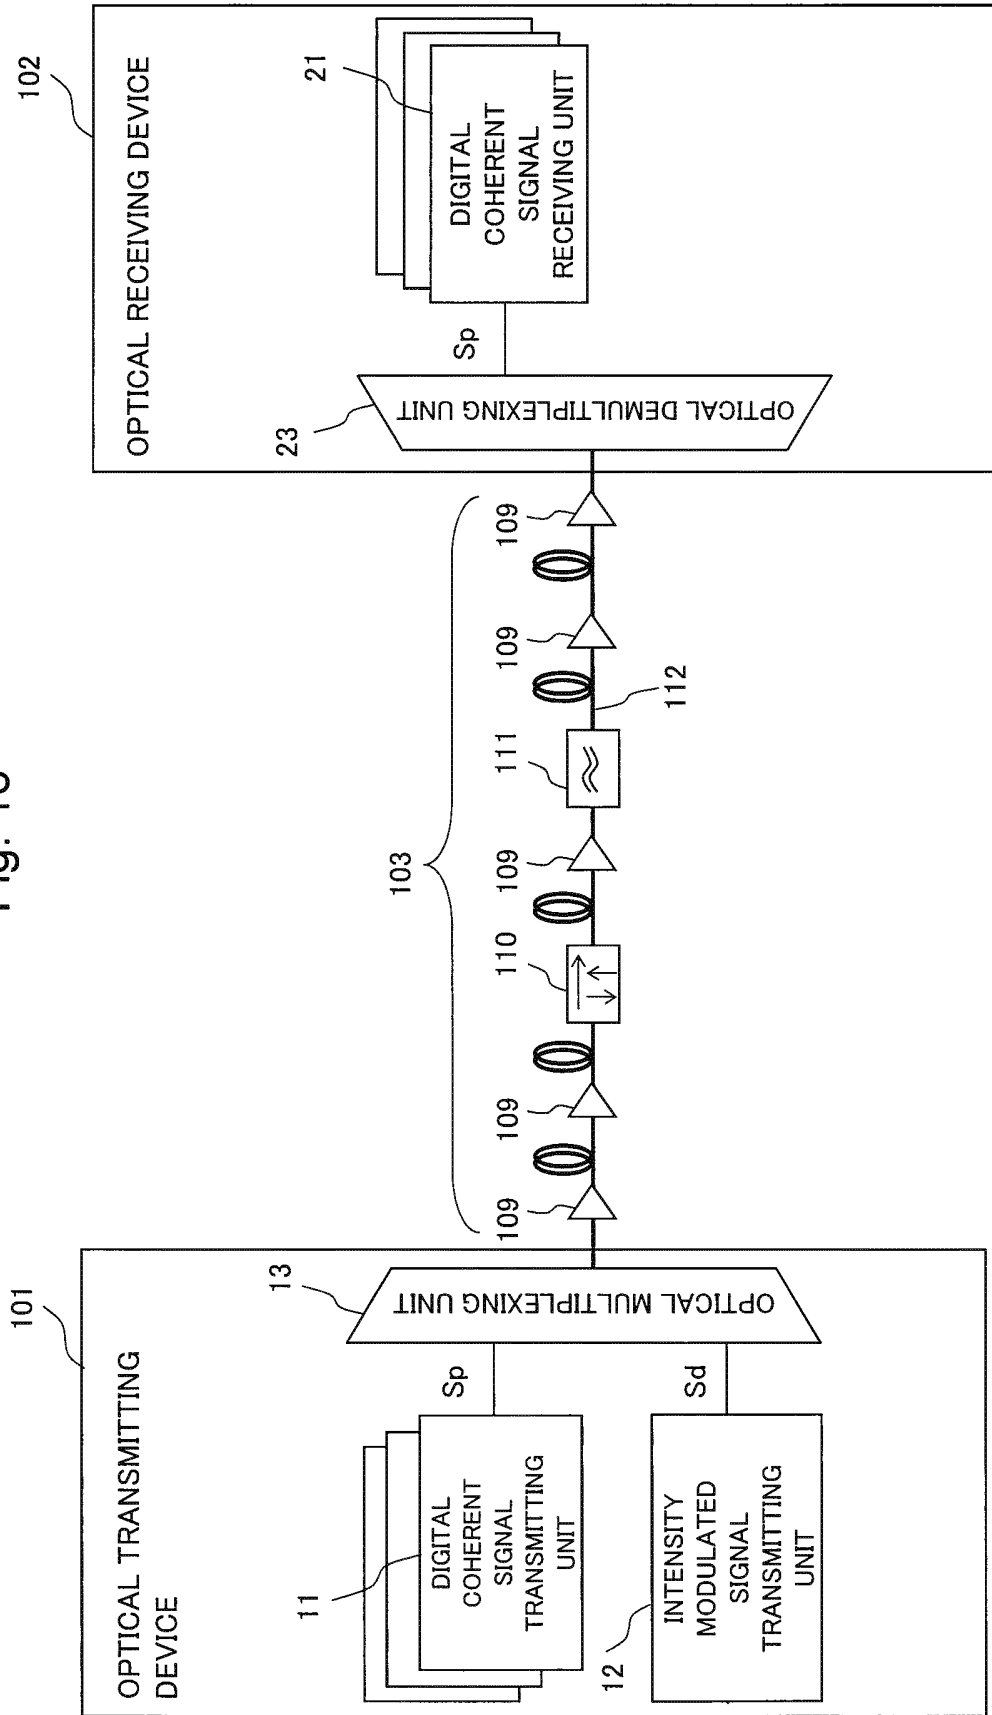 Fig.
101
OPTICAL TRANSMITTING
DEVICE
11
DIGITAL
COHERENT
SIGNAL
TRANSMITTING
UNIT
Sp
12
INTENSITY
MODULATED
SIGNAL
TRANSMITTING
UNIT
Sd
13
OPTICAL MULTIPLEXING UNIT
103
109
109
110
109
111
112
109
109
102
OPTICAL RECEIVING DEVICE
23
OPTICAL DEMULTIPLEXING UNIT
Sp
21
DIGITAL
COHERENT
SIGNAL
RECEIVING UNIT